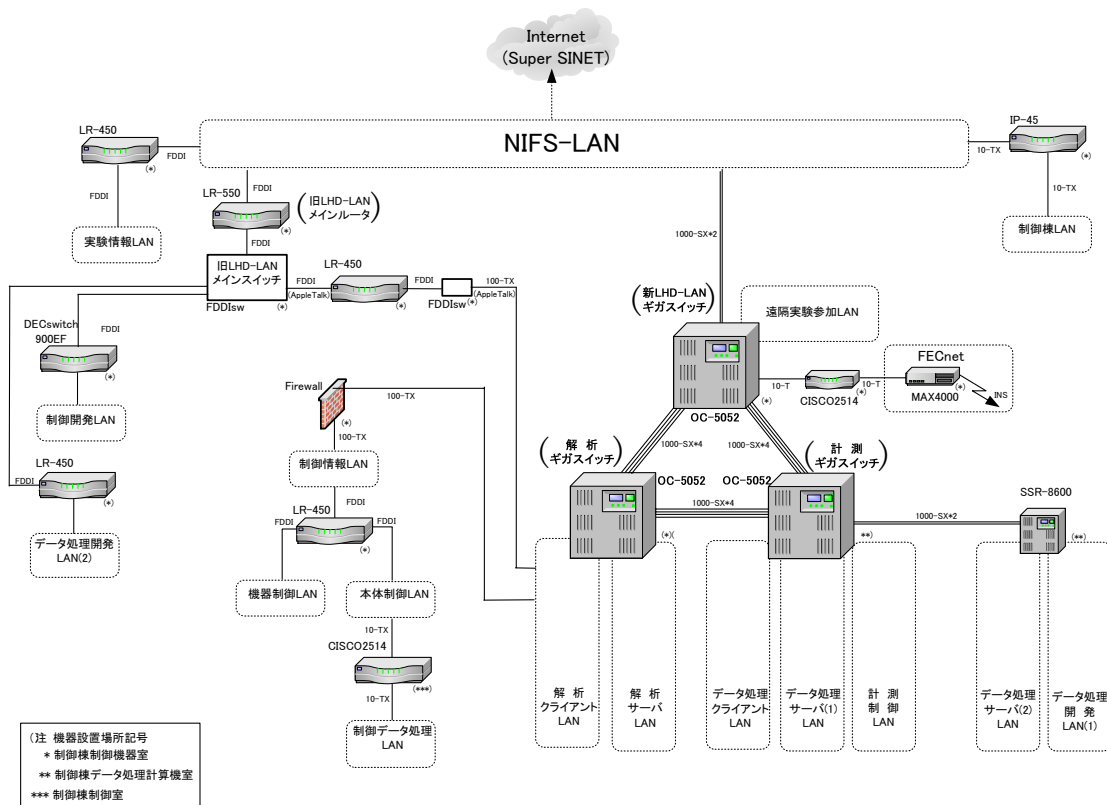 Internet
(Super SINET)
NIFS-LAN
LR-450
FDDI
(*)
FDDI
実験情報LAN
LR-550
FDDI
(旧LHD-LAN
メインルータ)
(*)
FDDI
IP-45
10-TX
(*)
10-TX
制御棟LAN
旧LHD-LAN
メインスイッチ
FDDIsw
(*)
FDDI
(AppleTalk)
LR-450
(*)
FDDI
FDDIsw
(*)
100-TX
(AppleTalk)
1000-SX*2
(新LHD-LAN
ギガスイッチ)
遠隔実験参加LAN
OC-5052
(*)
10-T
CISCO2514
(*)
10-T
FECnet
MAX4000
(*)
INS
DECswitch
900EF
FDDI
(*)
制御開発LAN
LR-450
FDDI
(*)
データ処理開発
LAN(2)
Firewall
100-TX
(*)
100-TX
制御情報LAN
LR-450
FDDI
FDDI
(*)
機器制御LAN
本体制御LAN
10-TX
CISCO2514
(***)
10-TX
制御データ処理
LAN
1000-SX*4
1000-SX*4
(解 析
ギガスイッチ)
OC-5052
(計 測
ギガスイッチ)
OC-5052
1000-SX*4
(*)(
**)
1000-SX*2
SSR-8600
(**)
解 析
クライアント
LAN
解 析
サーバ
LAN
データ処理
クライアント
LAN
データ処理
サーバ(1)
LAN
計 測
制 御
LAN
データ処理
サーバ(2)
LAN
データ処理
開 発
LAN(1)
(注 機器設置場所記号
* 制御棟制御機器室
** 制御棟データ処理計算機室
*** 制御棟制御室